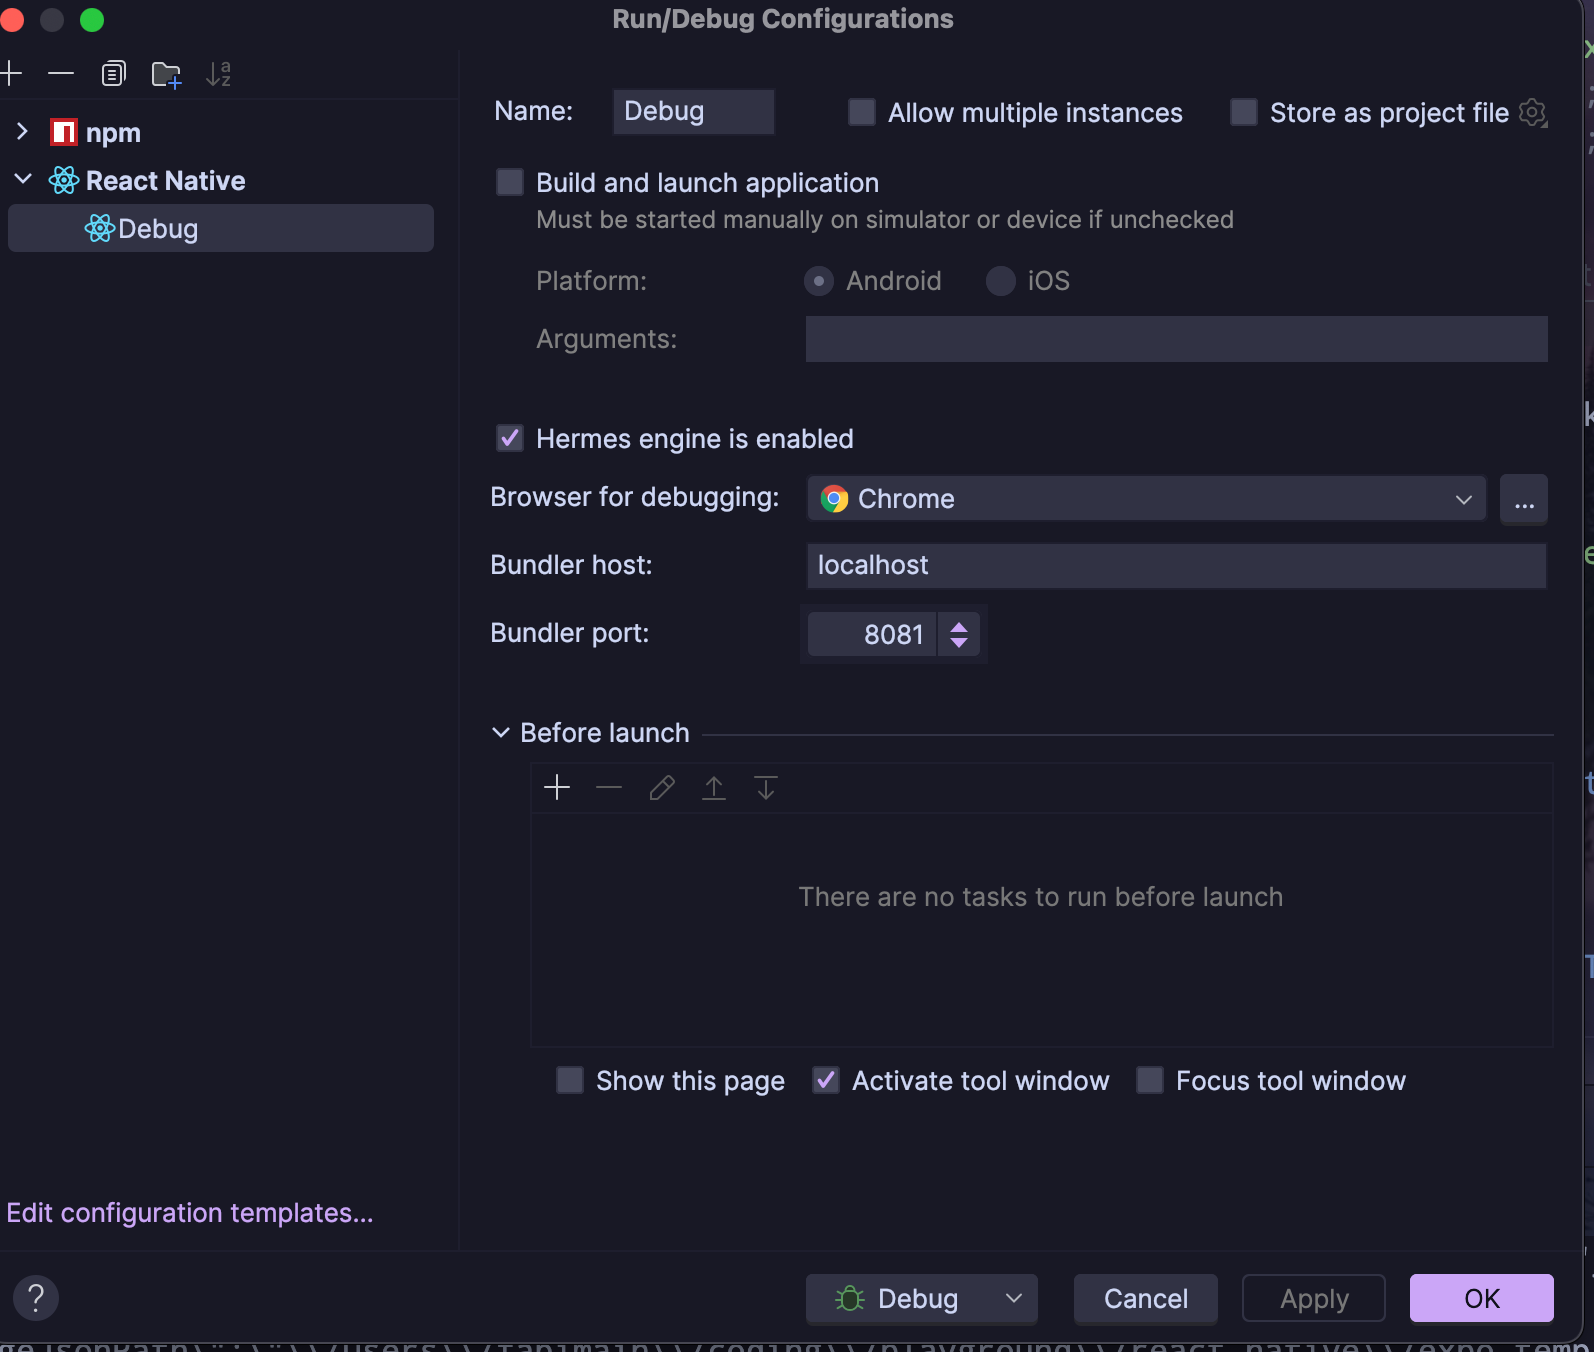 Run/Debug Configurations
npm
React Native
Debug
Edit configuration templates...
Name: Debug Allow multiple instances Store as project file
Build and launch application
Must be started manually on simulator or device if unchecked
Platform: Android iOS
Arguments:
Hermes engine is enabled
Browser for debugging: Chrome ...
Bundler host: localhost
Bundler port: 8081
Before launch
There are no tasks to run before launch
Show this page Activate tool window Focus tool window
? Debug Cancel Apply OK